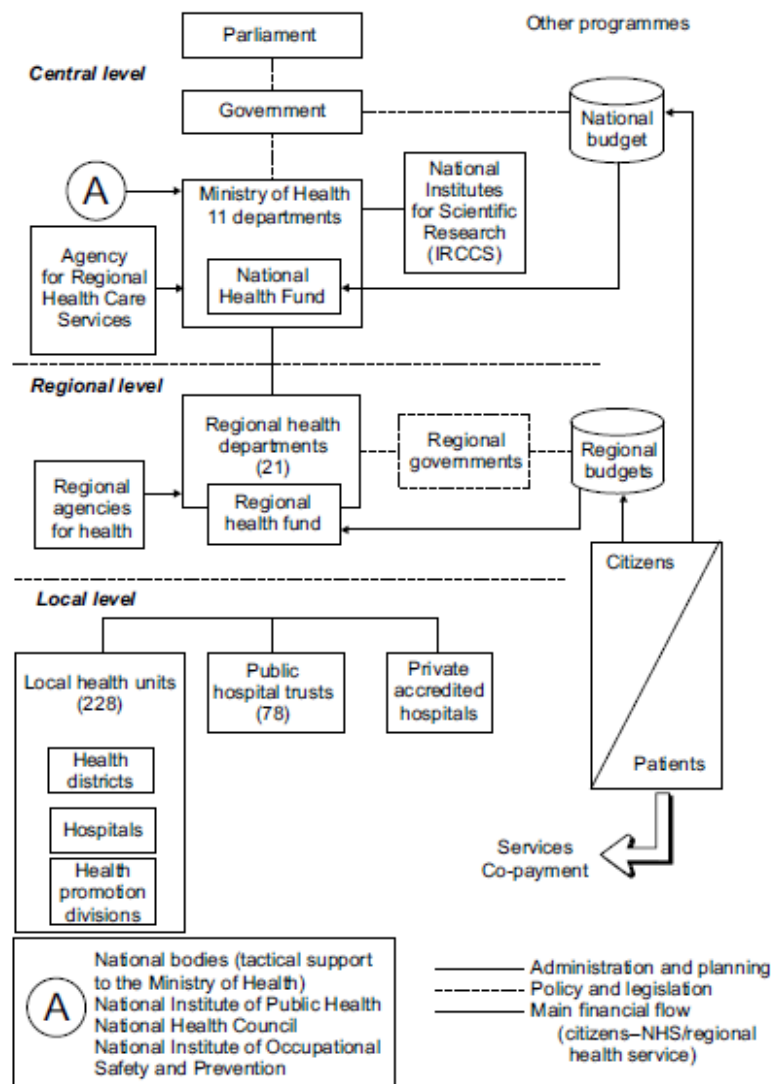 Parliament
Other programmes
Central level
Government
National
budget
A
Ministry of Health
11 departments
National
Institutes
for Scientific
Research
(IRCCS)
Agency
for Regional
Health Care
Services
National
Health Fund
Regional level
Regional health
departments
(21)
Regional
governments
Regional
budgets
Regional
agencies
for health
Regional
health fund
Citizens
Patients
Local level
Local health units
(228)
Public
hospital trusts
(78)
Private
accredited
hospitals
Health
districts
Hospitals
Health
promotion
divisions
Services
Co-payment
A
National bodies (tactical support
to the Ministry of Health)
National Institute of Public Health
National Health Council
National Institute of Occupational
Safety and Prevention
Administration and planning
Policy and legislation
Main financial flow
(citizens–NHS/regional
health service)